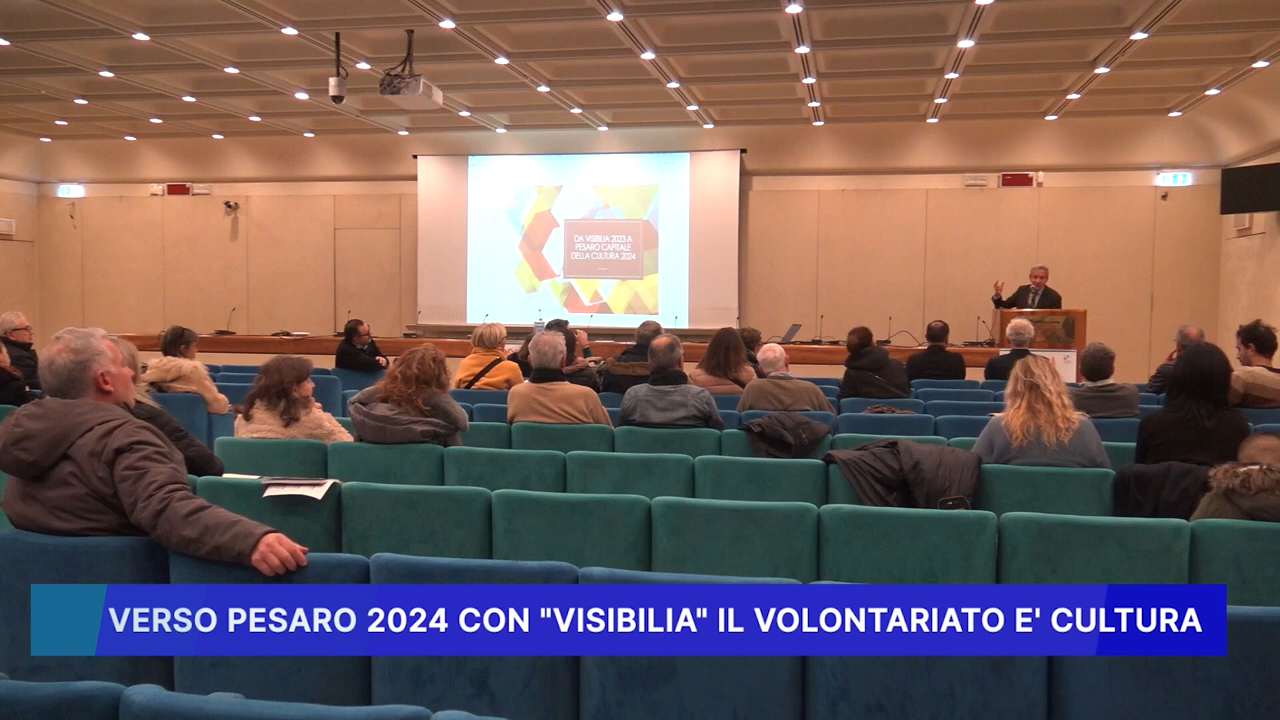 DA VISIBILIA 2023 A
PESARO CAPITALE
DELLA CULTURA 2024
VERSO PESARO 2024 CON "VISIBILIA" IL VOLONTARIATO E' CULTURA